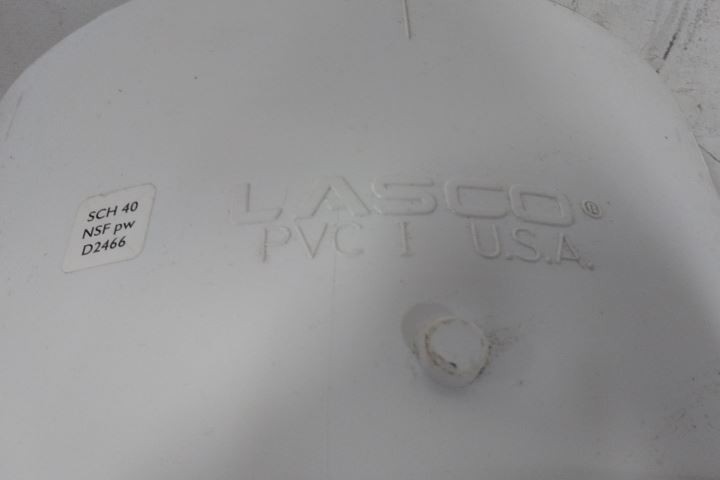 SCH 40
NSF pw
D2466
LASCO®
PVC I U.S.A.